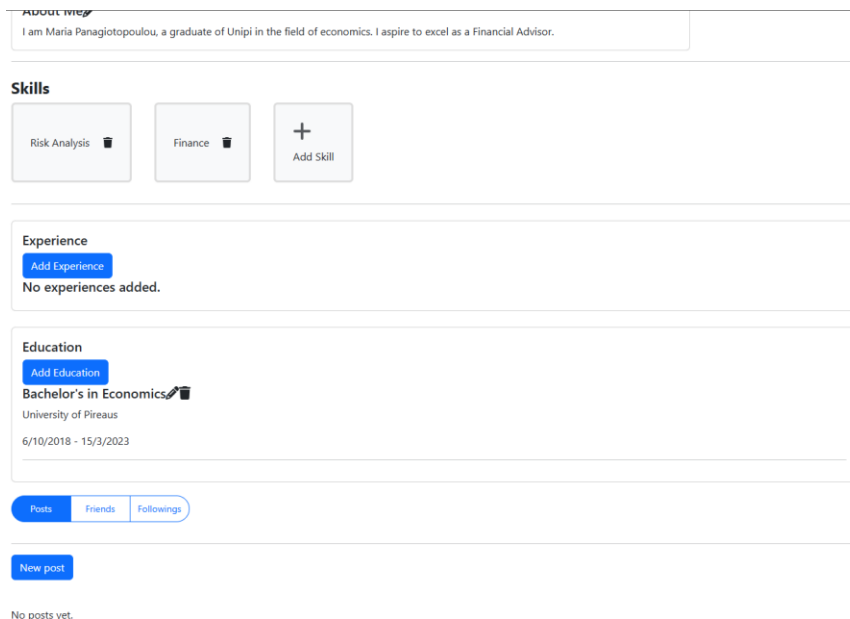 About Me
I am Maria Panagiotopoulou, a graduate of Unipi in the field of economics. I aspire to excel as a Financial Advisor.
Skills
Risk Analysis
Finance
Add Skill
Experience
Add Experience
No experiences added.
Education
Add Education
Bachelor's in Economics
University of Pireaus
6/10/2018 - 15/3/2023
Posts
Friends
Followings
New post
No posts yet.